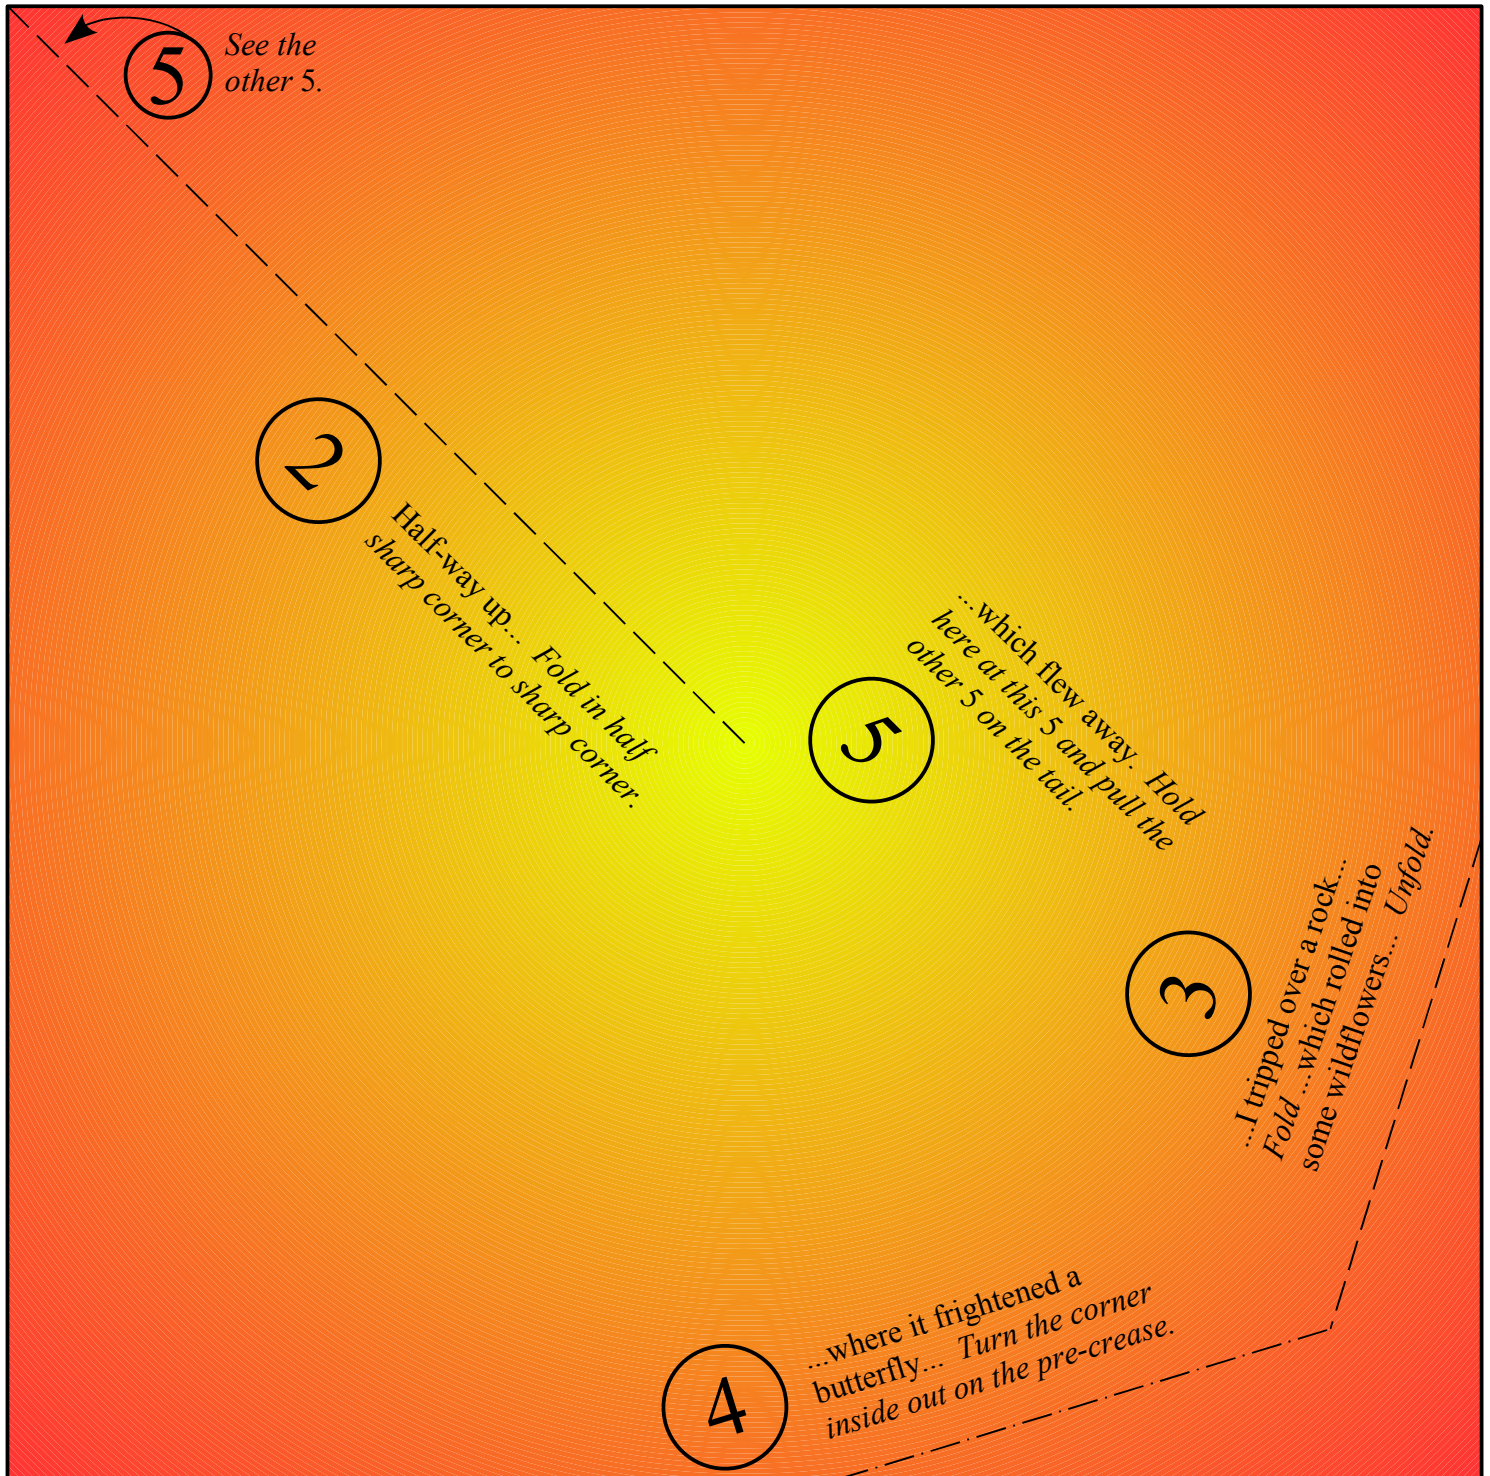 5
See the
other 5.
2
Half-way up... Fold in half
sharp corner to sharp corner.
5
...which flew away. Hold
here at this 5 and pull the
other 5 on the tail.
3
...I tripped over a rock...
Fold ...which rolled into
some wildflowers... Unfold.
4
...where it frightened a
butterfly... Turn the corner
inside out on the pre-crease.